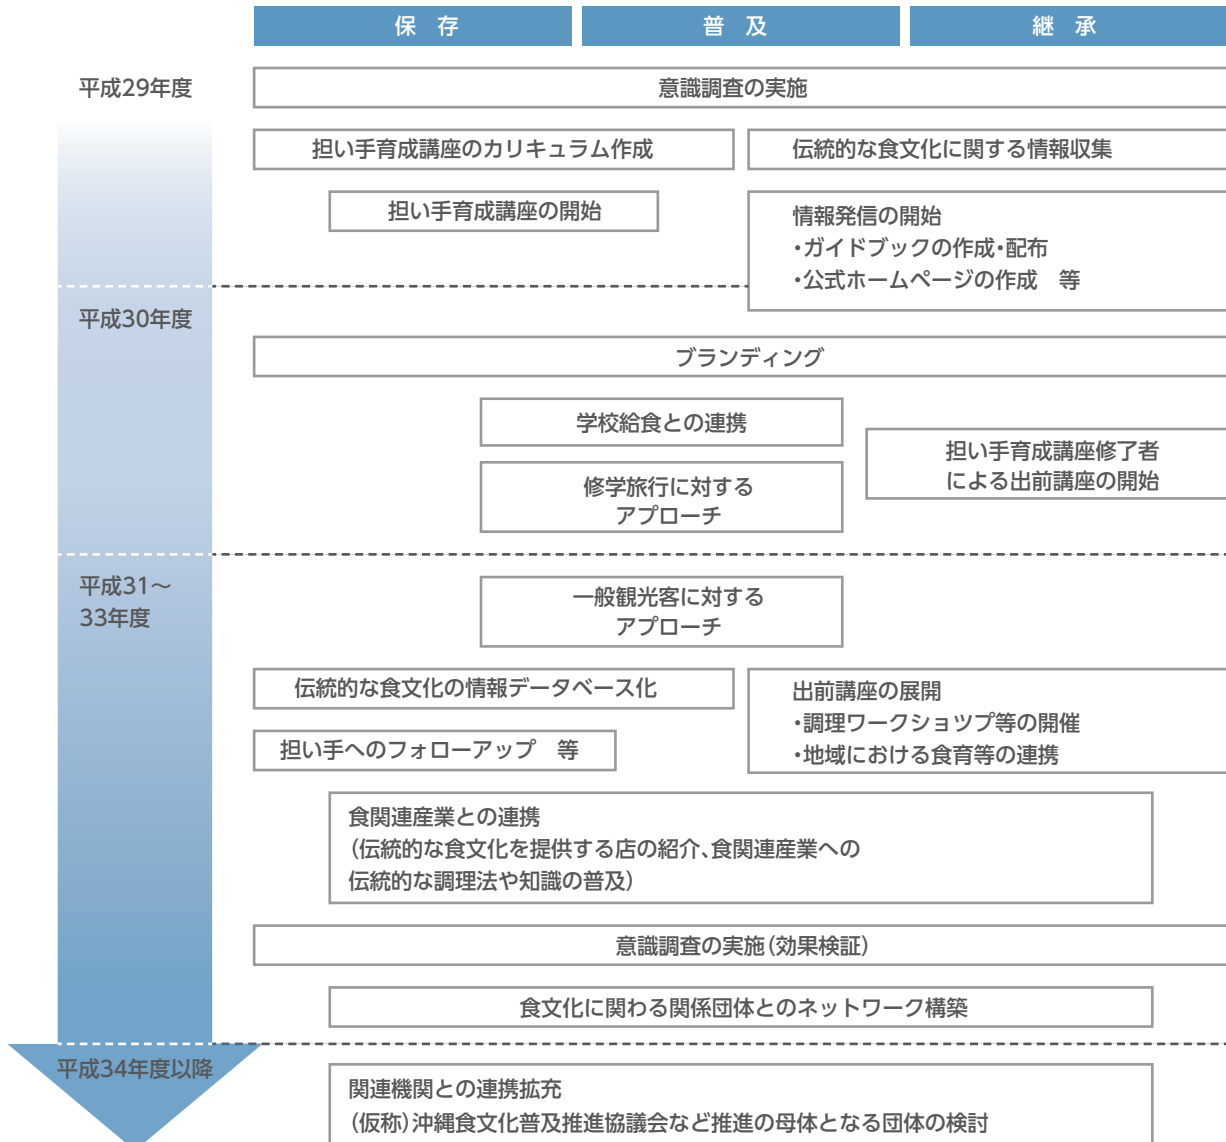 保 存
普 及
継 承
平成29年度
意識調査の実施
担い手育成講座のカリキュラム作成
伝統的な食文化に関する情報収集
担い手育成講座の開始
情報発信の開始
・ガイドブックの作成・配布
・公式ホームページの作成　等
平成30年度
ブランディング
学校給食との連携
担い手育成講座修了者
による出前講座の開始
修学旅行に対する
アプローチ
平成31〜
33年度
一般観光客に対する
アプローチ
伝統的な食文化の情報データベース化
出前講座の展開
・調理ワークショツプ等の開催
・地域における食育等の連携
担い手へのフォローアップ　等
食関連産業との連携
（伝統的な食文化を提供する店の紹介、食関連産業への
伝統的な調理法や知識の普及）
意識調査の実施（効果検証）
食文化に関わる関係団体とのネットワーク構築
平成34年度以降
関連機関との連携拡充
（仮称）沖縄食文化普及推進協議会など推進の母体となる団体の検討